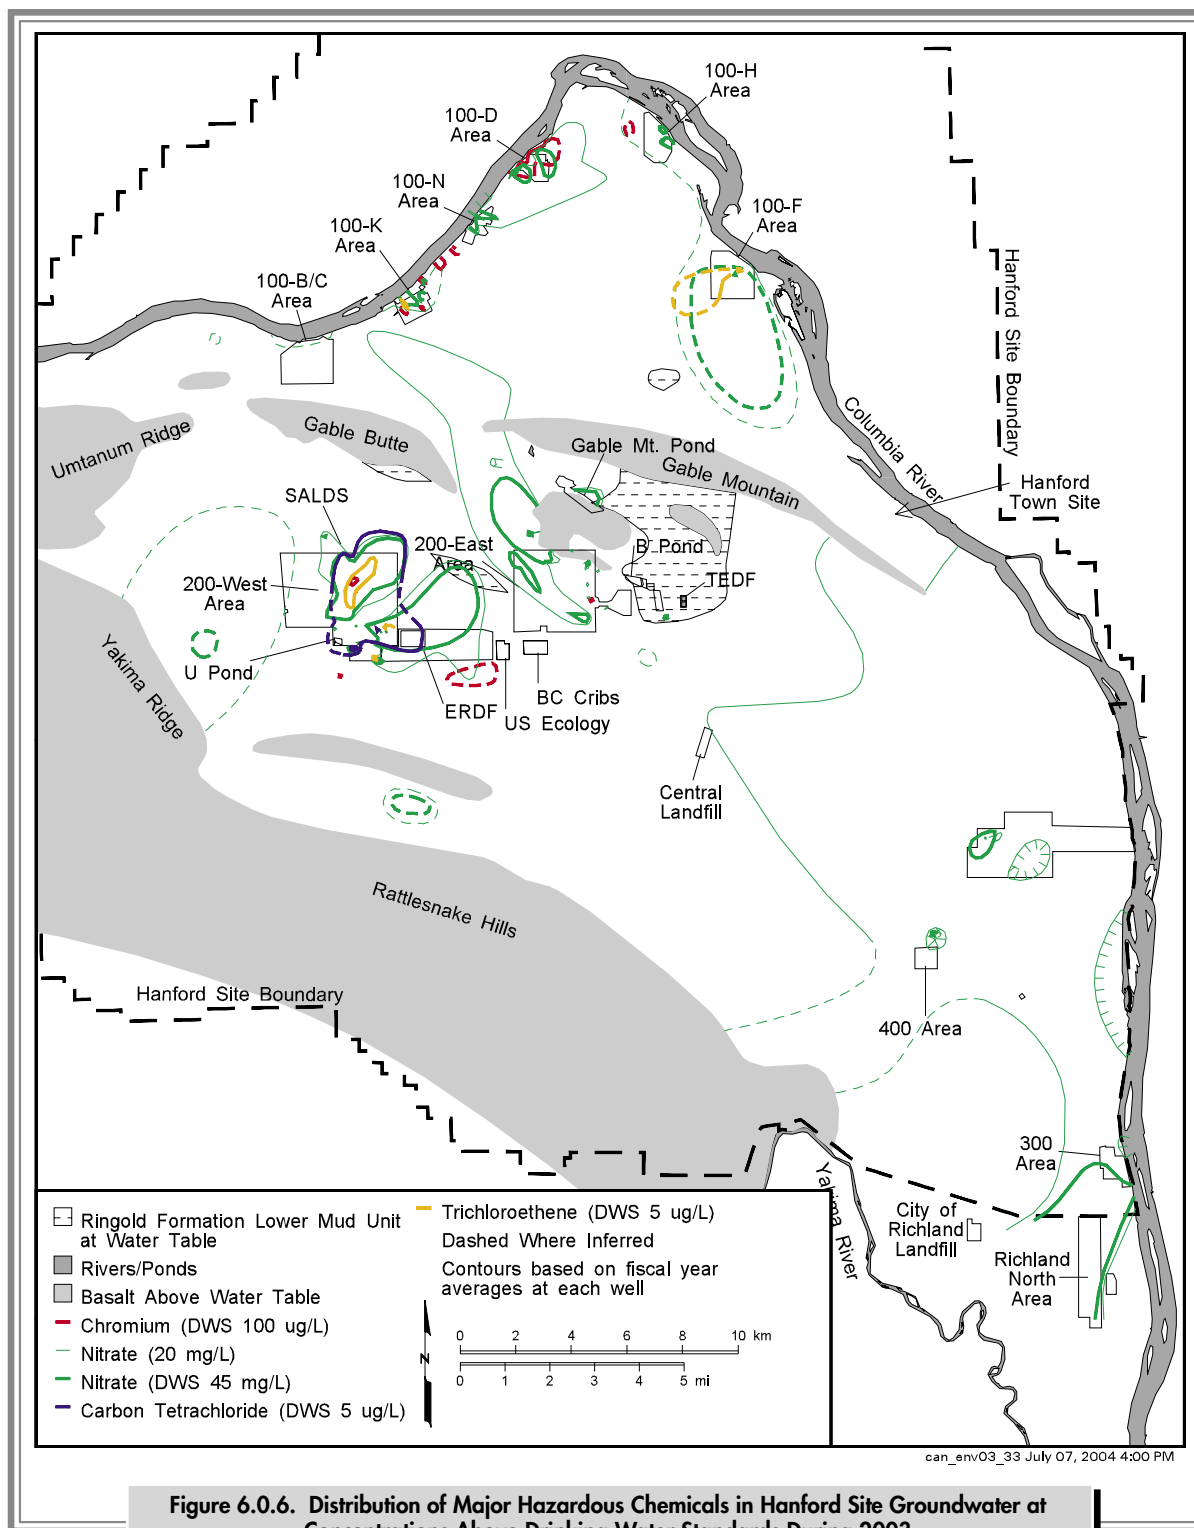 100-H
Area
100-D
Area
100-N
Area
100-K
Area
100-F
Area
100-B/C
Area
Hanford Site Boundary
Columbia River
Umtanum Ridge
Gable Butte
Gable Mt. Pond
Gable Mountain
Hanford
Town Site
SALDS
200-East
Area
B Pond
TEDF
200-West
Area
U Pond
Yakima Ridge
ERDF
BC Cribs
US Ecology
Central
Landfill
Rattlesnake Hills
Hanford Site Boundary
400 Area
300
Area
Yakima River
City of
Richland
Landfill
Richland
North
Area
Ringold Formation Lower Mud Unit
at Water Table
Rivers/Ponds
Basalt Above Water Table
Chromium (DWS 100 ug/L)
Nitrate (20 mg/L)
Nitrate (DWS 45 mg/L)
Carbon Tetrachloride (DWS 5 ug/L)
Trichloroethene (DWS 5 ug/L)
Dashed Where Inferred
Contours based on fiscal year
averages at each well
N
0 2 4 6 8 10 km
0 1 2 3 4 5 mi
can_env03_33 July 07, 2004 4:00 PM
Figure 6.0.6. Distribution of Major Hazardous Chemicals in Hanford Site Groundwater at
Concentrations Above Drinking Water Standards During 2003